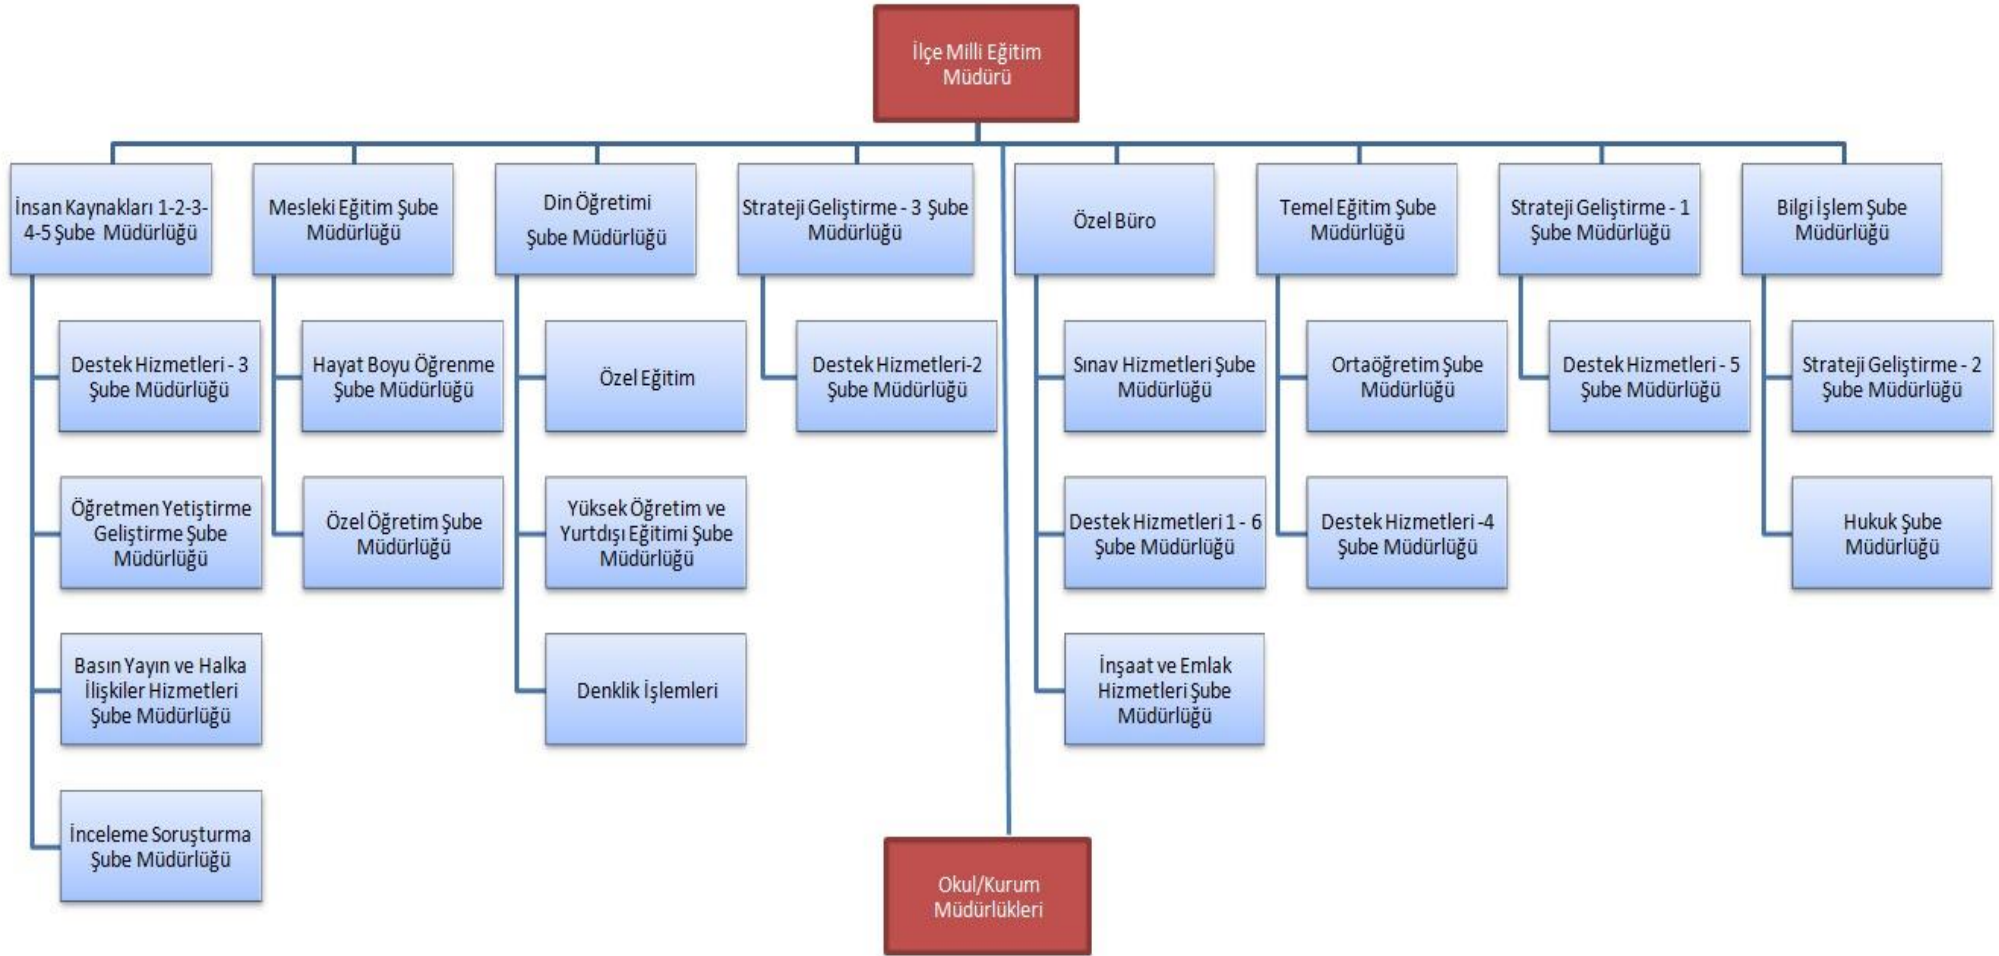 İlçe Milli Eğitim
Müdürü
İnsan Kaynakları 1-2-3-
4-5 Şube Müdürlüğü
Mesleki Eğitim Şube
Müdürlüğü
Din Öğretimi
Şube Müdürlüğü
Strateji Geliştirme - 3 Şube
Müdürlüğü
Özel Büro
Temel Eğitim Şube
Müdürlüğü
Strateji Geliştirme - 1
Şube Müdürlüğü
Bilgi İşlem Şube
Müdürlüğü
Destek Hizmetleri - 3
Şube Müdürlüğü
Hayat Boyu Öğrenme
Şube Müdürlüğü
Özel Eğitim
Destek Hizmetleri-2
Şube Müdürlüğü
Sınav Hizmetleri Şube
Müdürlüğü
Ortaöğretim Şube
Müdürlüğü
Destek Hizmetleri - 5
Şube Müdürlüğü
Strateji Geliştirme - 2
Şube Müdürlüğü
Öğretmen Yetiştirme
Geliştirme Şube
Müdürlüğü
Özel Öğretim Şube
Müdürlüğü
Yüksek Öğretim ve
Yurtdışı Eğitimi Şube
Müdürlüğü
Destek Hizmetleri 1 - 6
Şube Müdürlüğü
Destek Hizmetleri -4
Şube Müdürlüğü
Hukuk Şube
Müdürlüğü
Basın Yayın ve Halka
İlişkiler Hizmetleri
Şube Müdürlüğü
Denklik İşlemleri
İnşaat ve Emlak
Hizmetleri Şube
Müdürlüğü
İnceleme Soruşturma
Şube Müdürlüğü
Okul/Kurum
Müdürlükleri